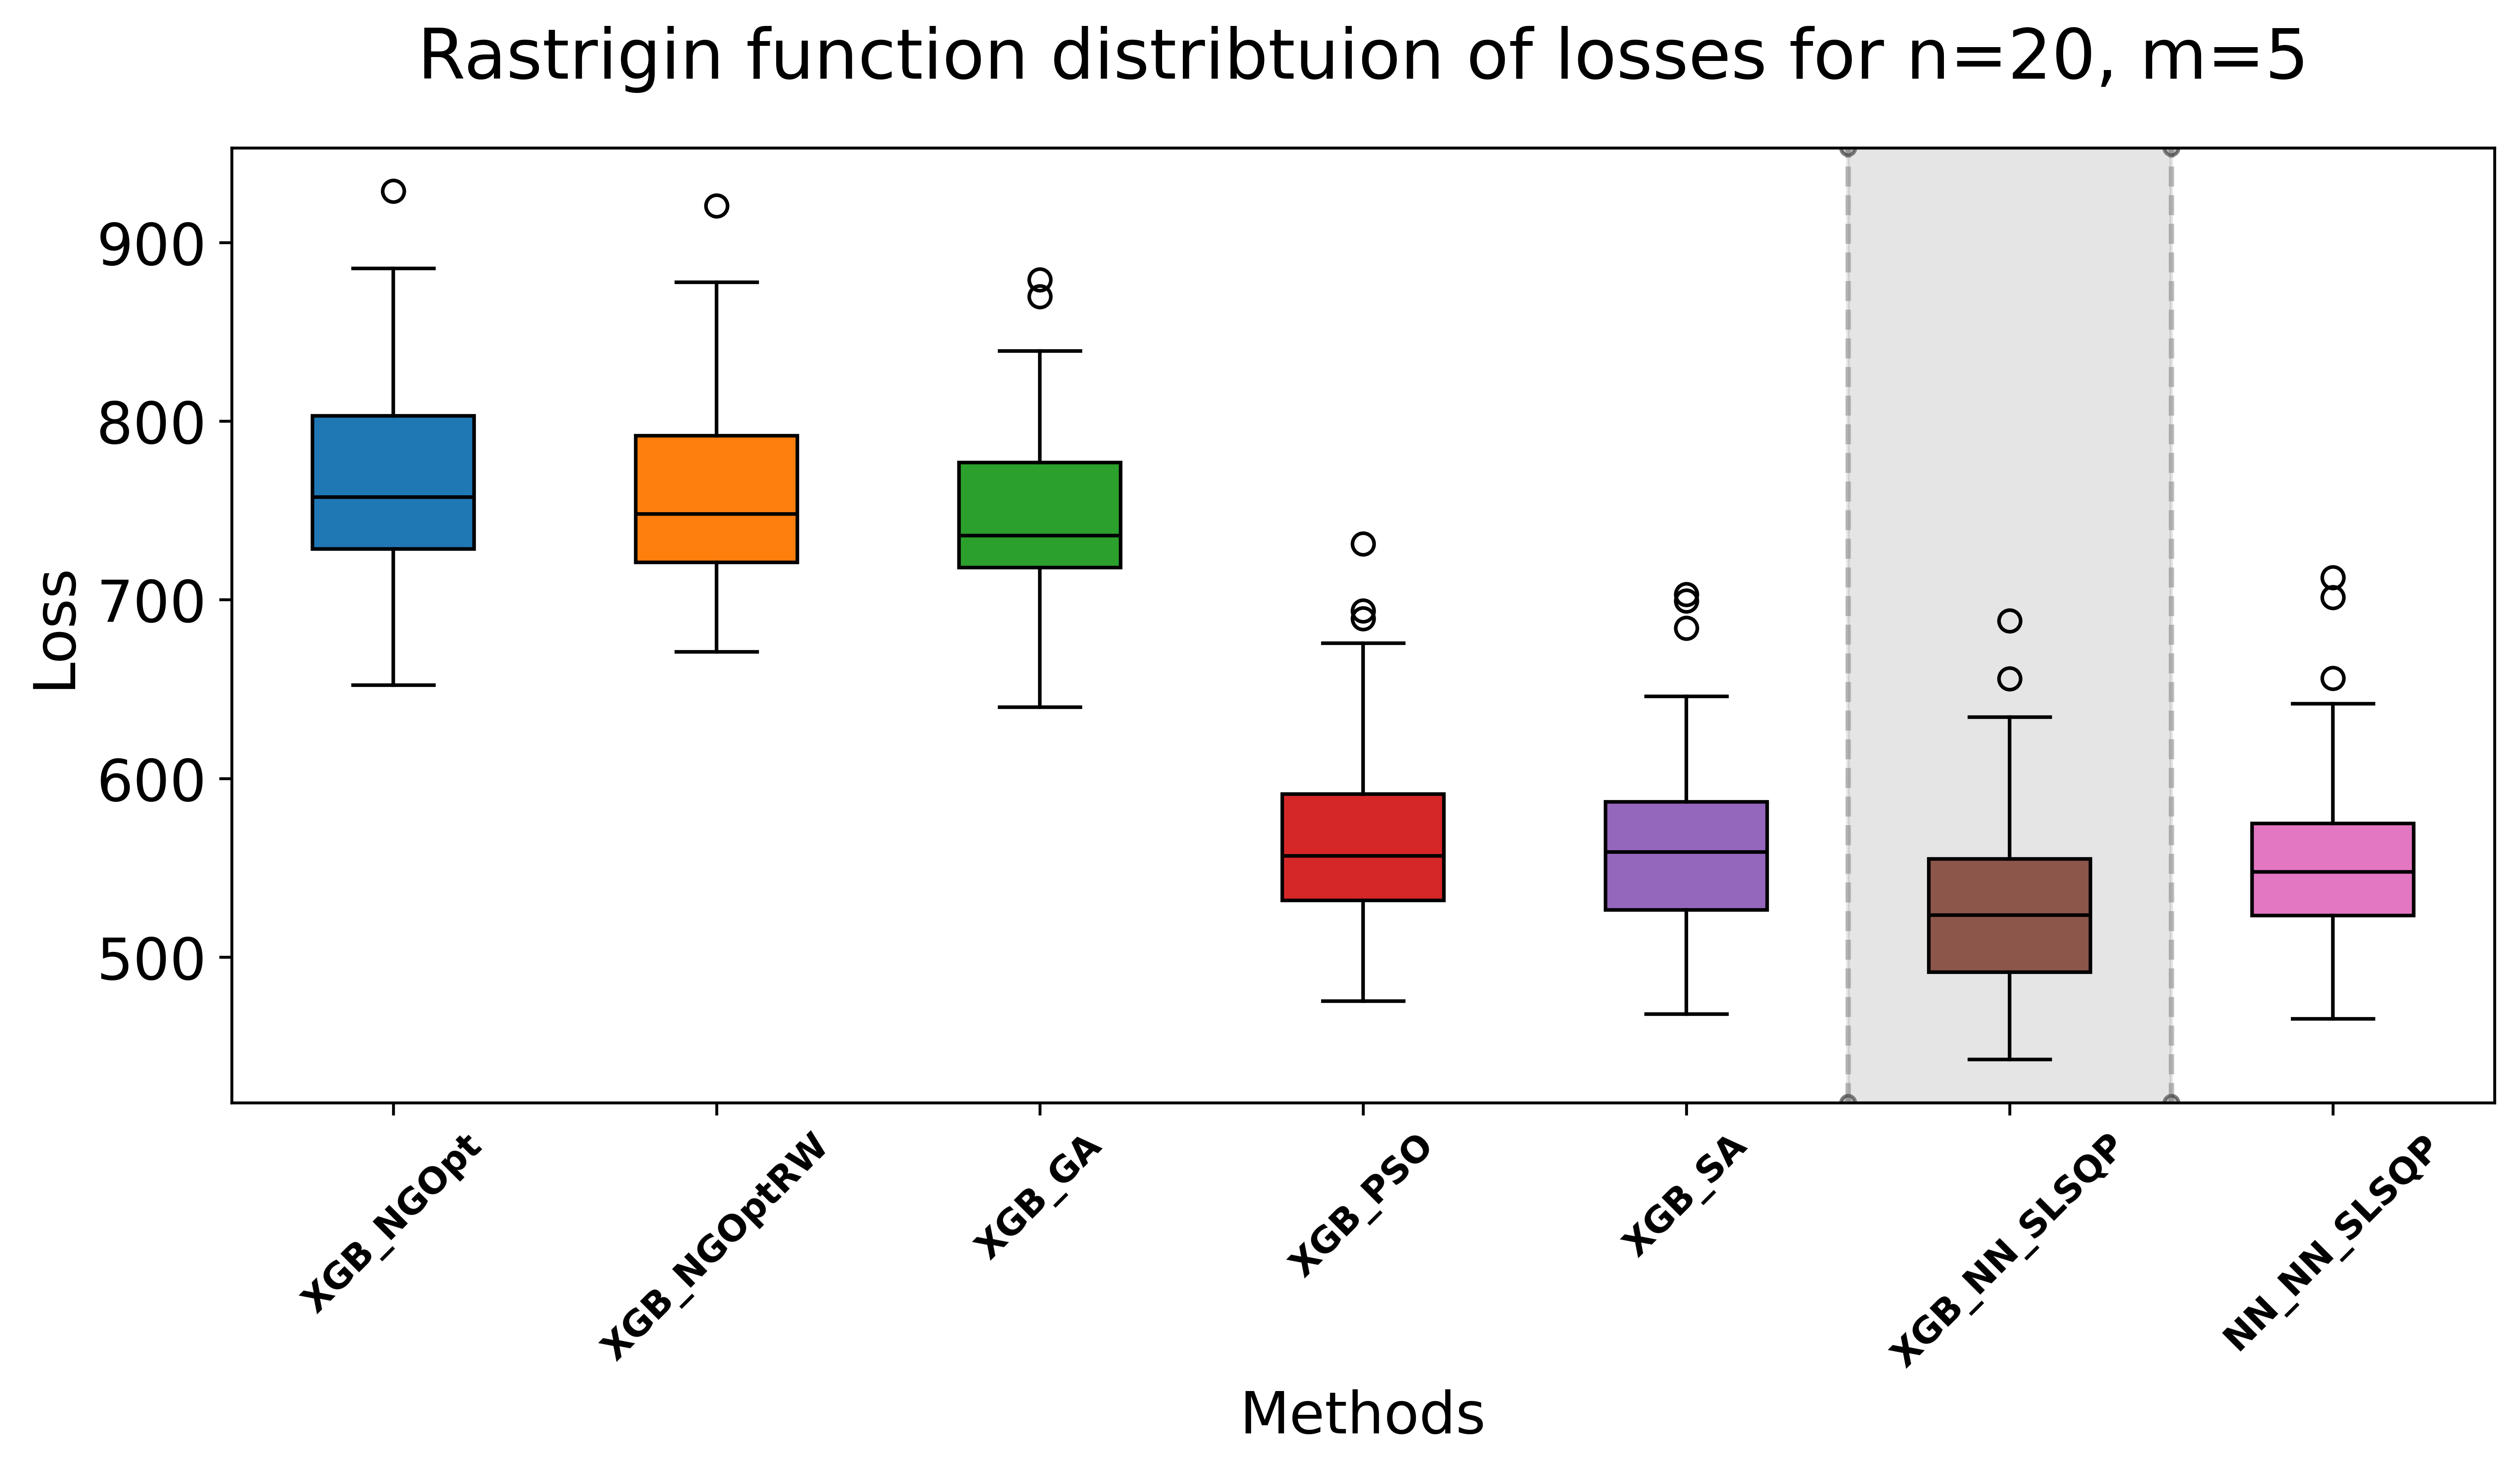 Rastrigin function distribtuion of losses for n=20, m=5
Loss
900
800
700
600
500
XGB_NGOpt
XGB_NGOptRW
XGB_GA
XGB_PSO
XGB_SA
XGB_NN_SLSQP
NN_NN_SLSQP
Methods